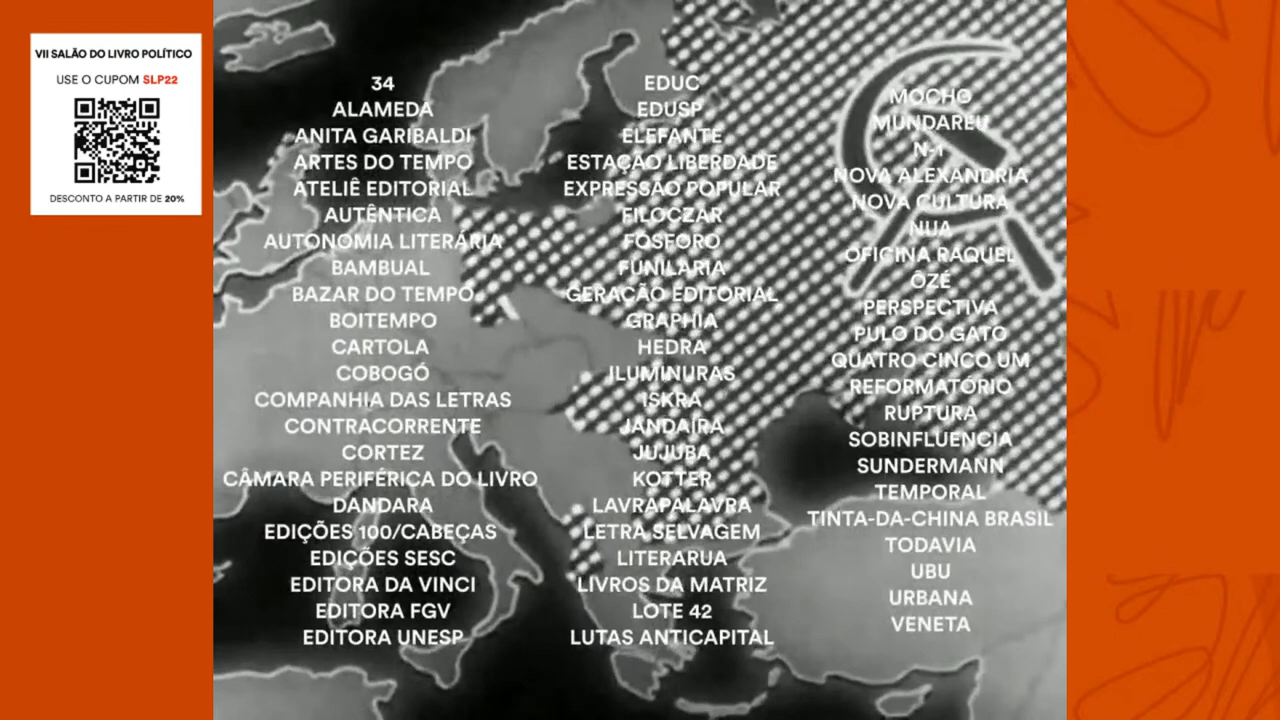 VII SALÃO DO LIVRO POLÍTICO
USE O CUPOM SLP22
DESCONTO A PARTIR DE 20%
34
ALAMEDA
ANITA GARIBALDI
ARTES DO TEMPO
ATELIÊ EDITORIAL
AUTÊNTICA
AUTONOMIA LITERÁRIA
BAMBUAL
BAZAR DO TEMPO
BOITEMPO
CARTOLA
COBOGÓ
COMPANHIA DAS LETRAS
CONTRACORRENTE
CORTEZ
CÂMARA PERIFÉRICA DO LIVRO
DANDARA
EDIÇÕES 100/CABEÇAS
EDIÇÕES SESC
EDITORA DA VINCI
EDITORA FGV
EDITORA UNESP
EDUC
EDUSP
ELEFANTE
ESTAÇÃO LIBERDADE
EXPRESSÃO POPULAR
FILOCZAR
FÓSFORO
FUNILARIA
GERAÇÃO EDITORIAL
GRAPHIA
HEDRA
ILUMINURAS
ISKRA
JANDAÍRA
JUJUBA
KOTTER
LAVRAPALAVRA
LETRA SELVAGEM
LITERARUA
LIVROS DA MATRIZ
LOTE 42
LUTAS ANTICAPITAL
MOCHO
MUNDARÉU
N-1
NOVA ALEXANDRIA
NOVA CULTURA
NUA
OFICINA RAQUEL
ÔZÉ
PERSPECTIVA
PULO DO GATO
QUATRO CINCO UM
REFORMATÓRIO
RUPTURA
SOBINFLUENCIA
SUNDERMANN
TEMPORAL
TINTA-DA-CHINA BRASIL
TODAVIA
UBU
URBANA
VENETA